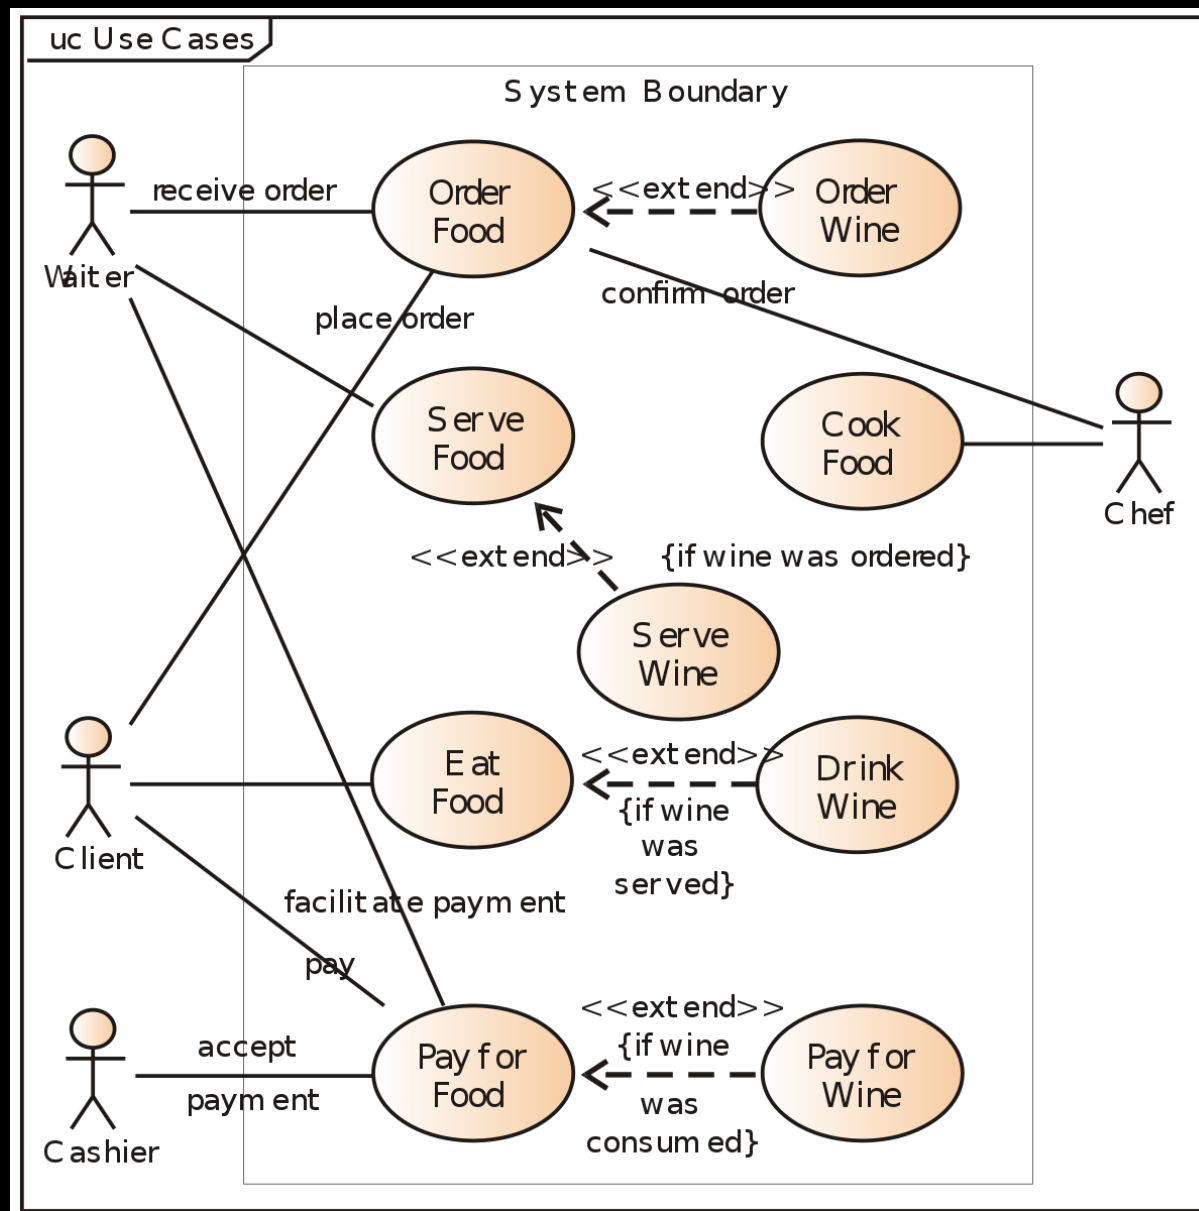 uc Use Cases
System Boundary
receive order
Order
Food
<<extend>>
Order
Wine
Waiter
confirm order
place order
Serve
Food
Cook
Food
Chef
<<extend>>
{if wine was ordered}
Serve
Wine
Eat
Food
<<extend>>
{if wine
was
served}
Drink
Wine
Client
facilitate payment
pay
accept
payment
Cashier
Pay for
Food
<<extend>>
{if wine
was
consumed}
Pay for
Wine